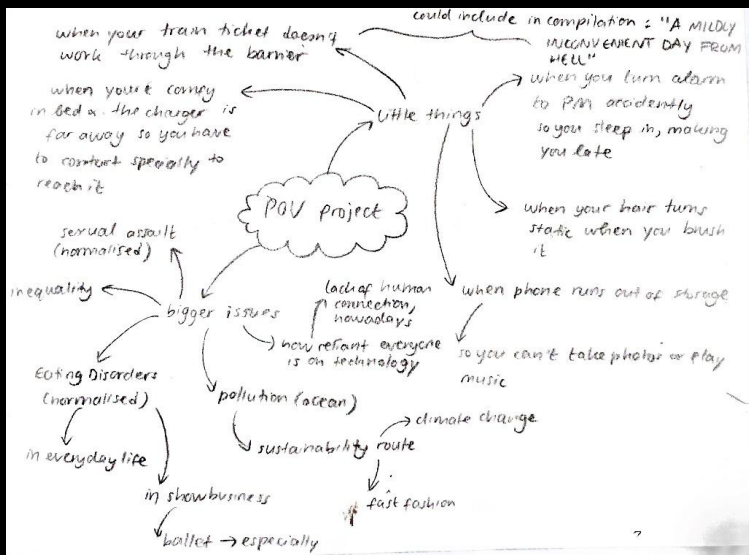 could include in compilation : "A MILDLY
INCONVENIENT DAY FROM
HELL"
when your train ticket doesn't
work through the barrier
when you're comfy
in bed & the charger is
far away so you have
to contort specially to
reach it
little things
when you turn alarm
to PM accidently
so you sleep in, making
you late
when your hair turns
static when you brush
it
when phone runs out of storage
so you can't take photos or play
music
POV project
bigger issues
sexual assault
(normalised)
inequality
Eating Disorders
(normalised)
in everyday life
in showbusiness
ballet → especially
lack of human
connection,
nowadays
how reliant everyone
is on technology
pollution (ocean)
sustainability route
climate change
fast fashion